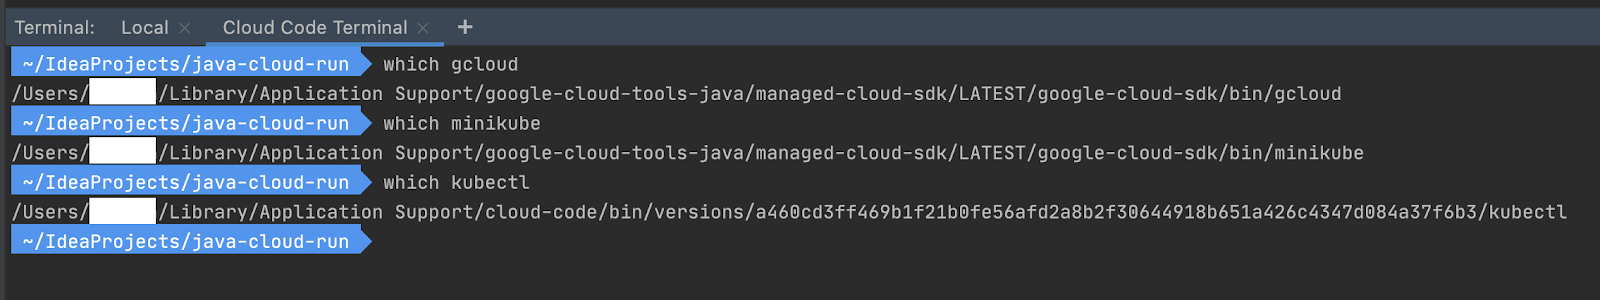 Terminal: Local × Cloud Code Terminal × +
~/IdeaProjects/java-cloud-run which gcloud
/Users/ /Library/Application Support/google-cloud-tools-java/managed-cloud-sdk/LATEST/google-cloud-sdk/bin/gcloud
~/IdeaProjects/java-cloud-run which minikube
/Users/ /Library/Application Support/google-cloud-tools-java/managed-cloud-sdk/LATEST/google-cloud-sdk/bin/minikube
~/IdeaProjects/java-cloud-run which kubectl
/Users/ /Library/Application Support/cloud-code/bin/versions/a460cd3ff469b1f21b0fe56afd2a8b2f30644918b651a426c4347d084a37f6b3/kubectl
~/IdeaProjects/java-cloud-run